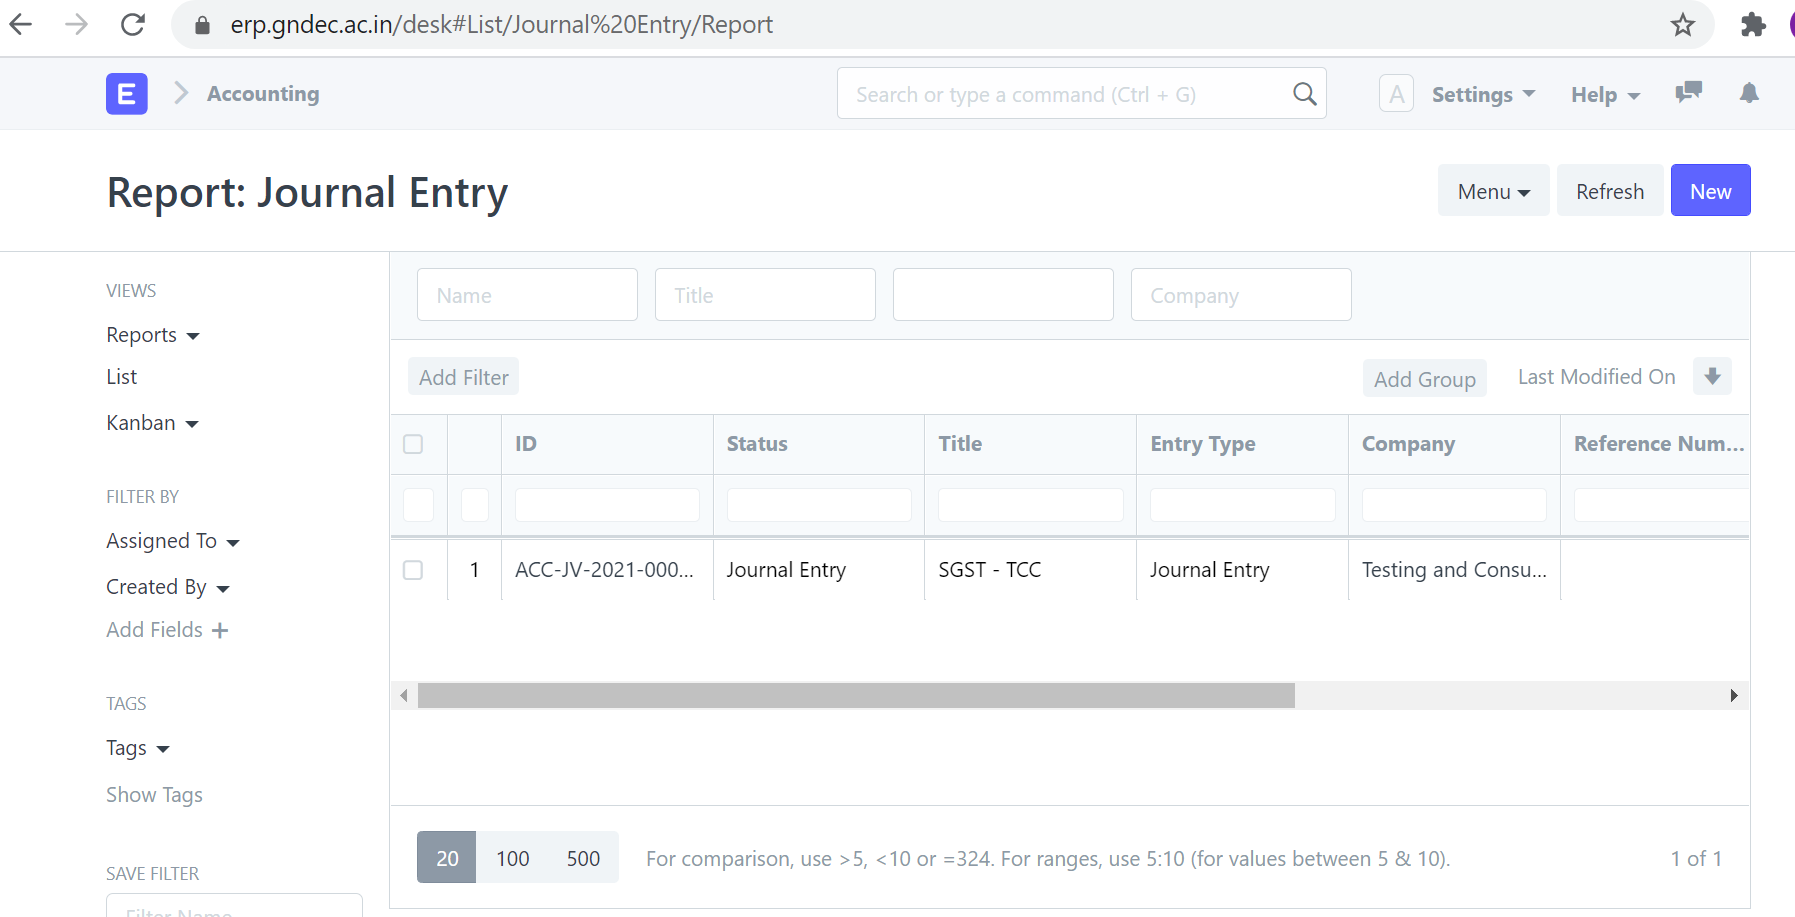 erp.gndec.ac.in/desk#List/Journal%20Entry/Report
E Accounting Search or type a command (Ctrl + G) A Settings Help
Report: Journal Entry Menu Refresh New
VIEWS
Reports
List
Kanban
FILTER BY
Assigned To
Created By
Add Fields +
TAGS
Tags
Show Tags
SAVE FILTER
Filter Name
Name Title Company
Add Filter Add Group Last Modified On
ID Status Title Entry Type Company Reference Num...
1 ACC-JV-2021-000... Journal Entry SGST - TCC Journal Entry Testing and Consu...
20 100 500 For comparison, use >5, <10 or =324. For ranges, use 5:10 (for values between 5 & 10). 1 of 1